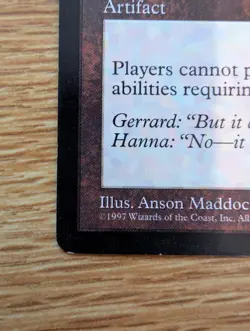 Artifact
Players cannot p
abilities requirin
Gerrard: "But it
Hanna: "No—it
Illus. Anson Maddoc
©1997 Wizards of the Coast, Inc. All